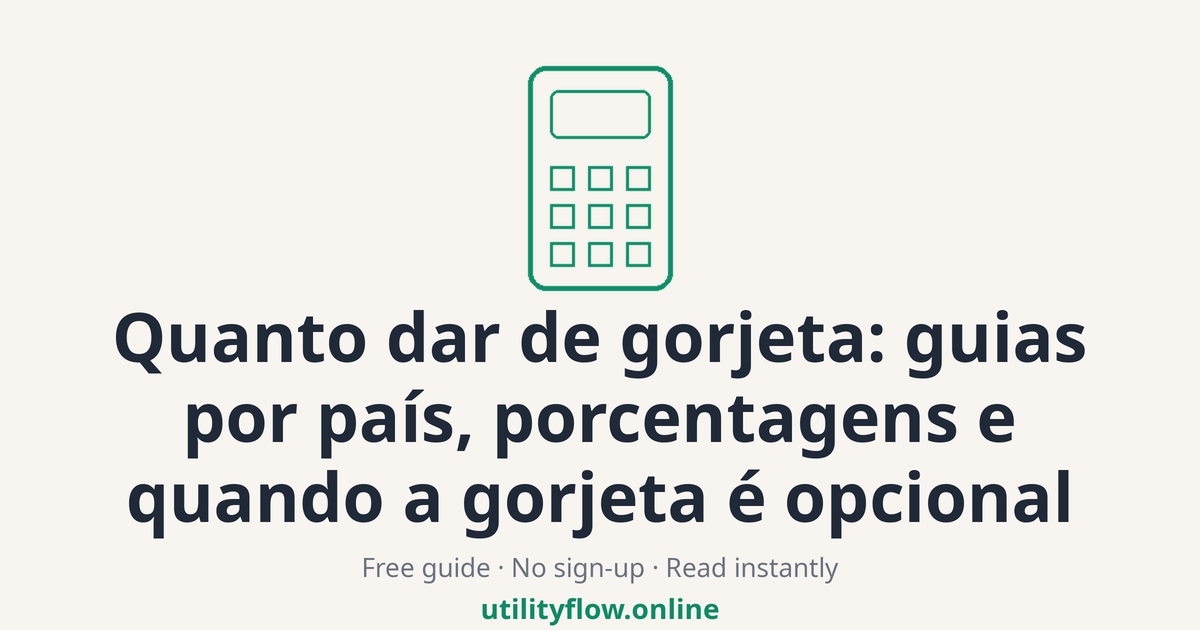 Quanto dar de gorjeta: guias
por país, porcentagens e
quando a gorjeta é opcional
Free guide · No sign-up · Read instantly
utilityflow.online